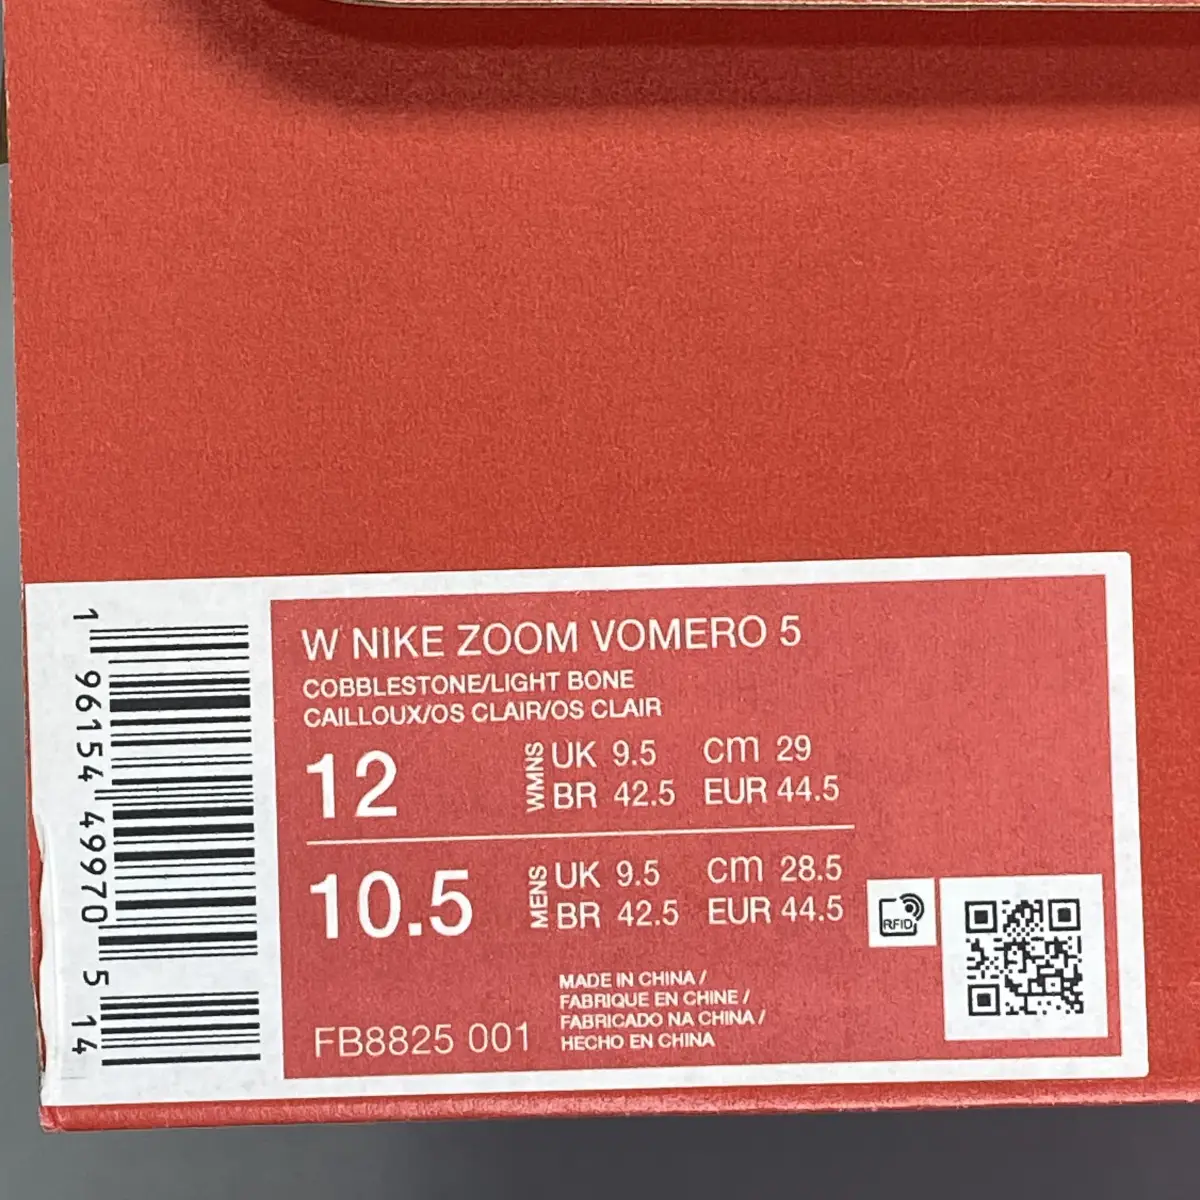 W NIKE ZOOM VOMERO 5
COBBLESTONE/LIGHT BONE
CAILLOUX/OS CLAIR/OS CLAIR
12
WMNS
UK 9.5 cm 29
BR 42.5 EUR 44.5
10.5
MENS
UK 9.5 cm 28.5
BR 42.5 EUR 44.5
RFID
MADE IN CHINA /
FABRIQUE EN CHINE /
FABRICADO NA CHINA /
HECHO EN CHINA
FB8825 001
1 96154 49970 5 14